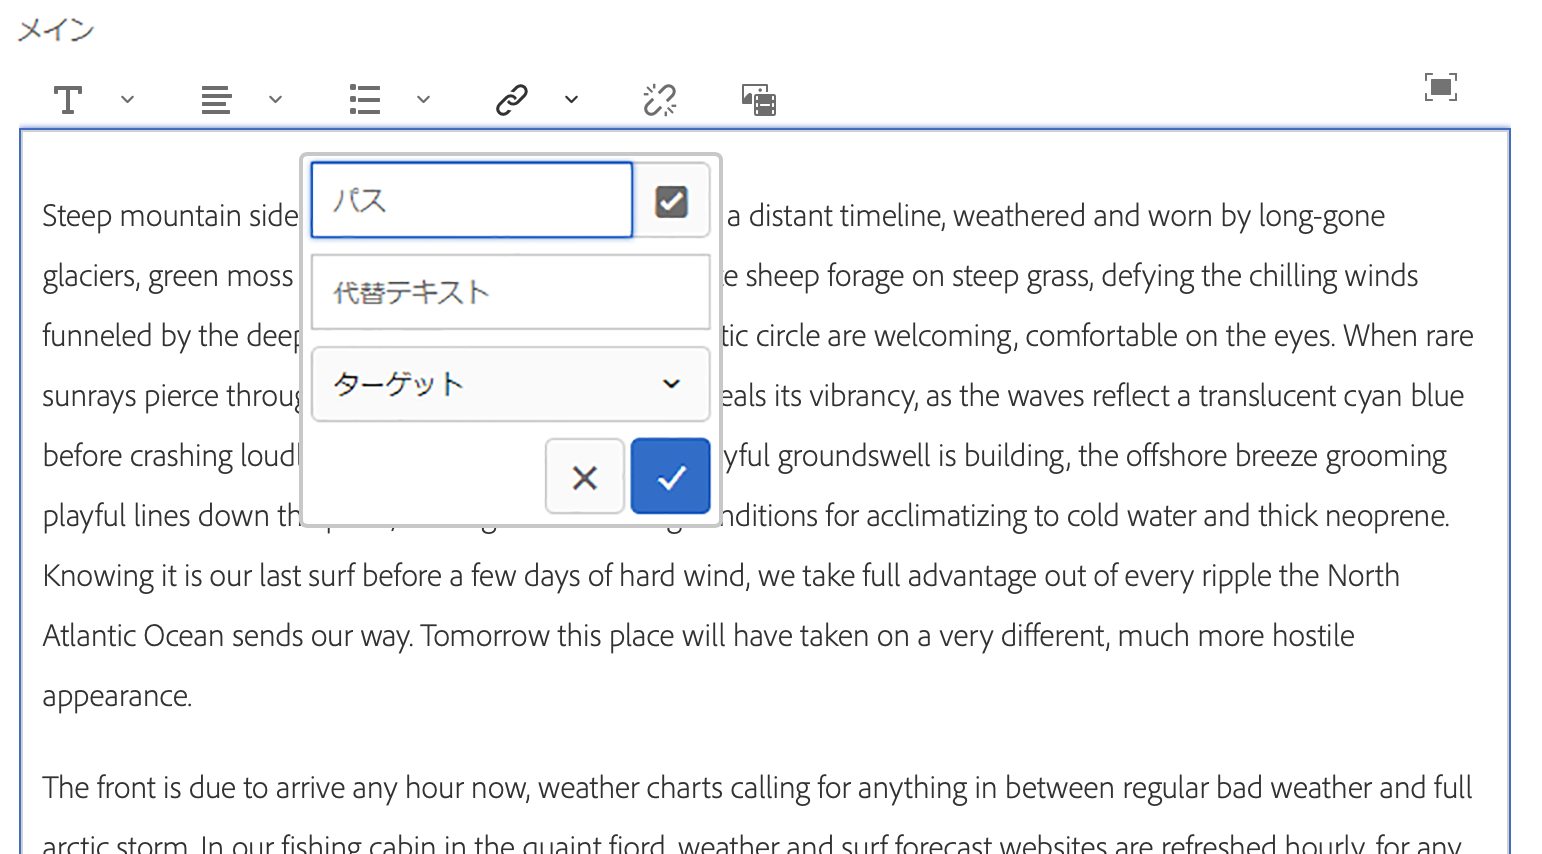 メイン
パス
代替テキスト
ターゲット
Steep mountain side a distant timeline, weathered and worn by long-gone
glaciers, green moss sheep forage on steep grass, defying the chilling winds
funneled by the deep tic circle are welcoming, comfortable on the eyes. When rare
sunrays pierce throug eals its vibrancy, as the waves reflect a translucent cyan blue
before crashing loudl yful groundswell is building, the offshore breeze grooming
playful lines down th nditions for acclimatizing to cold water and thick neoprene.
Knowing it is our last surf before a few days of hard wind, we take full advantage out of every ripple the North
Atlantic Ocean sends our way. Tomorrow this place will have taken on a very different, much more hostile
appearance.
The front is due to arrive any hour now, weather charts calling for anything in between regular bad weather and full
arctic storm. In our fishing cabin in the quaint fjord, weather and surf forecast websites are refreshed hourly, for any